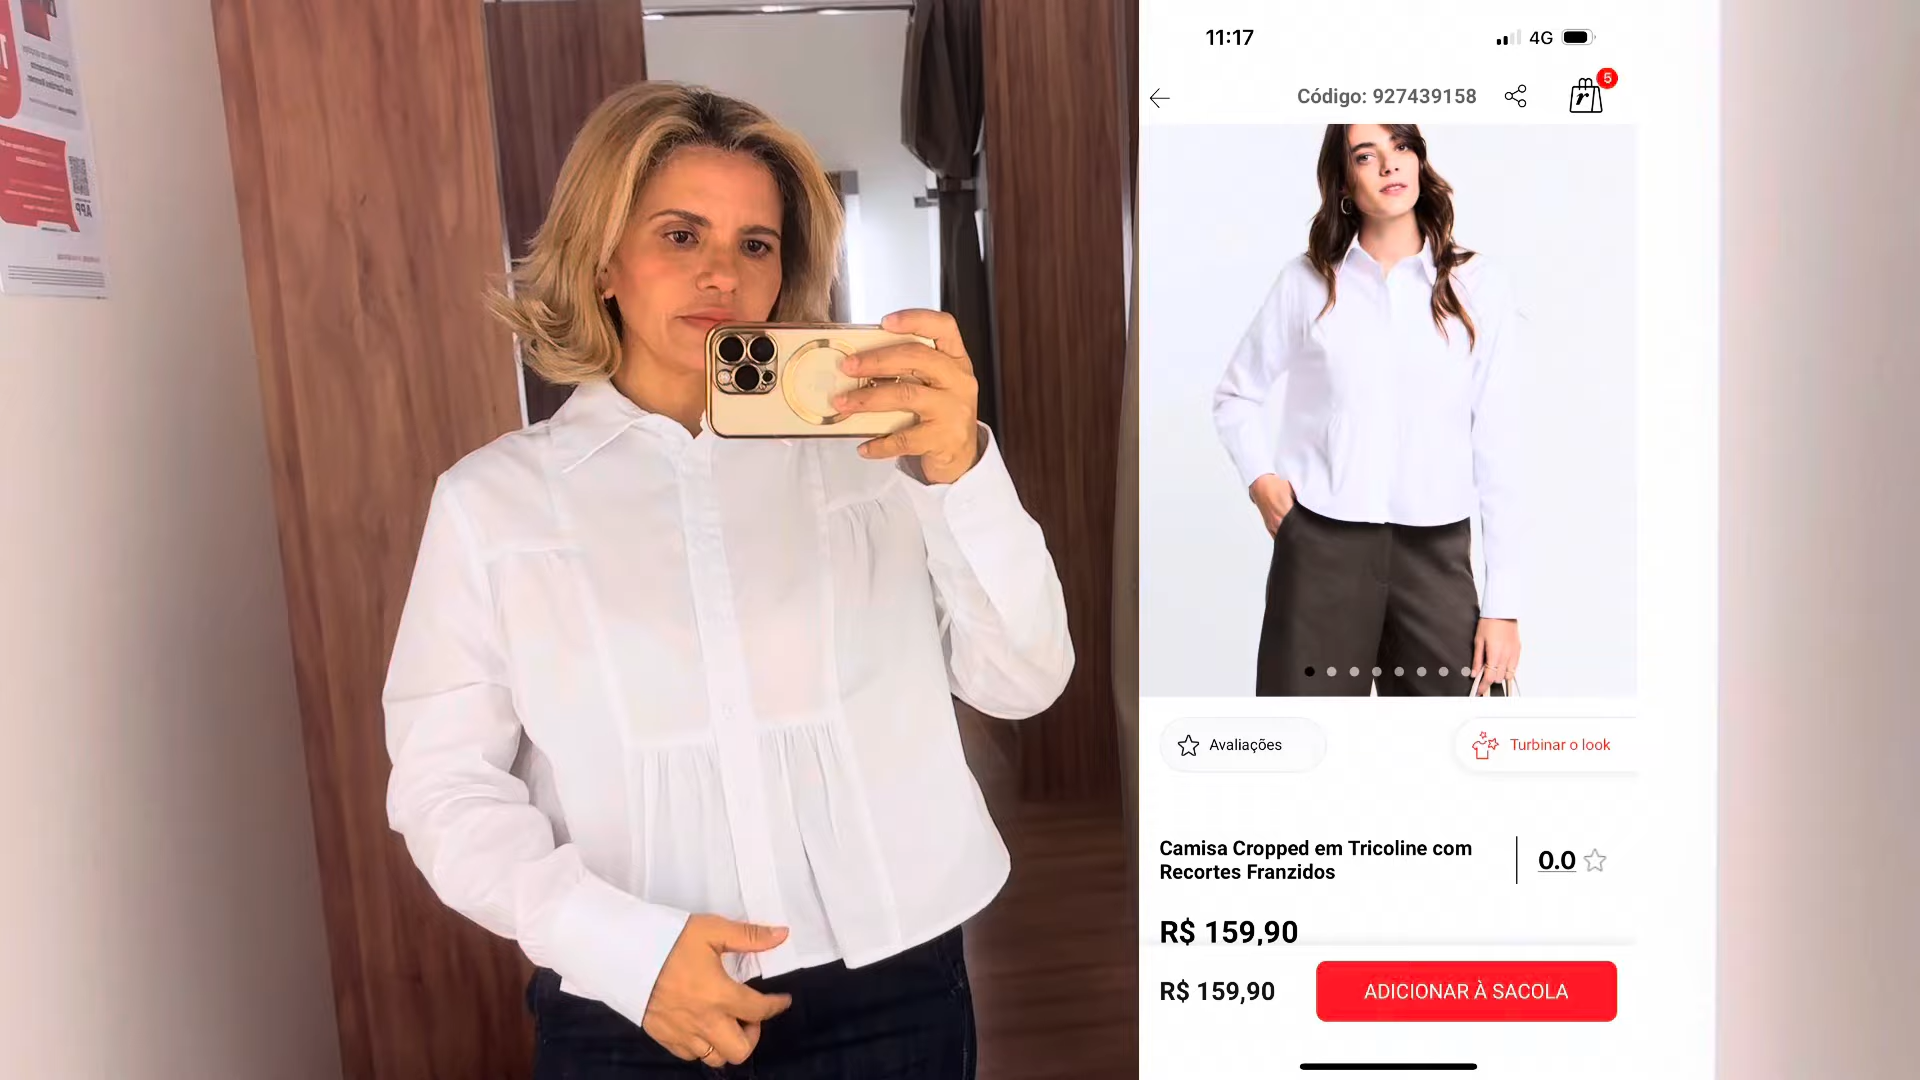 11:17
4G
Código: 927439158
5
r
Avaliações
Turbinar o look
Camisa Cropped em Tricoline com
Recortes Franzidos
0.0
R$ 159,90
R$ 159,90
ADICIONAR À SACOLA
APP